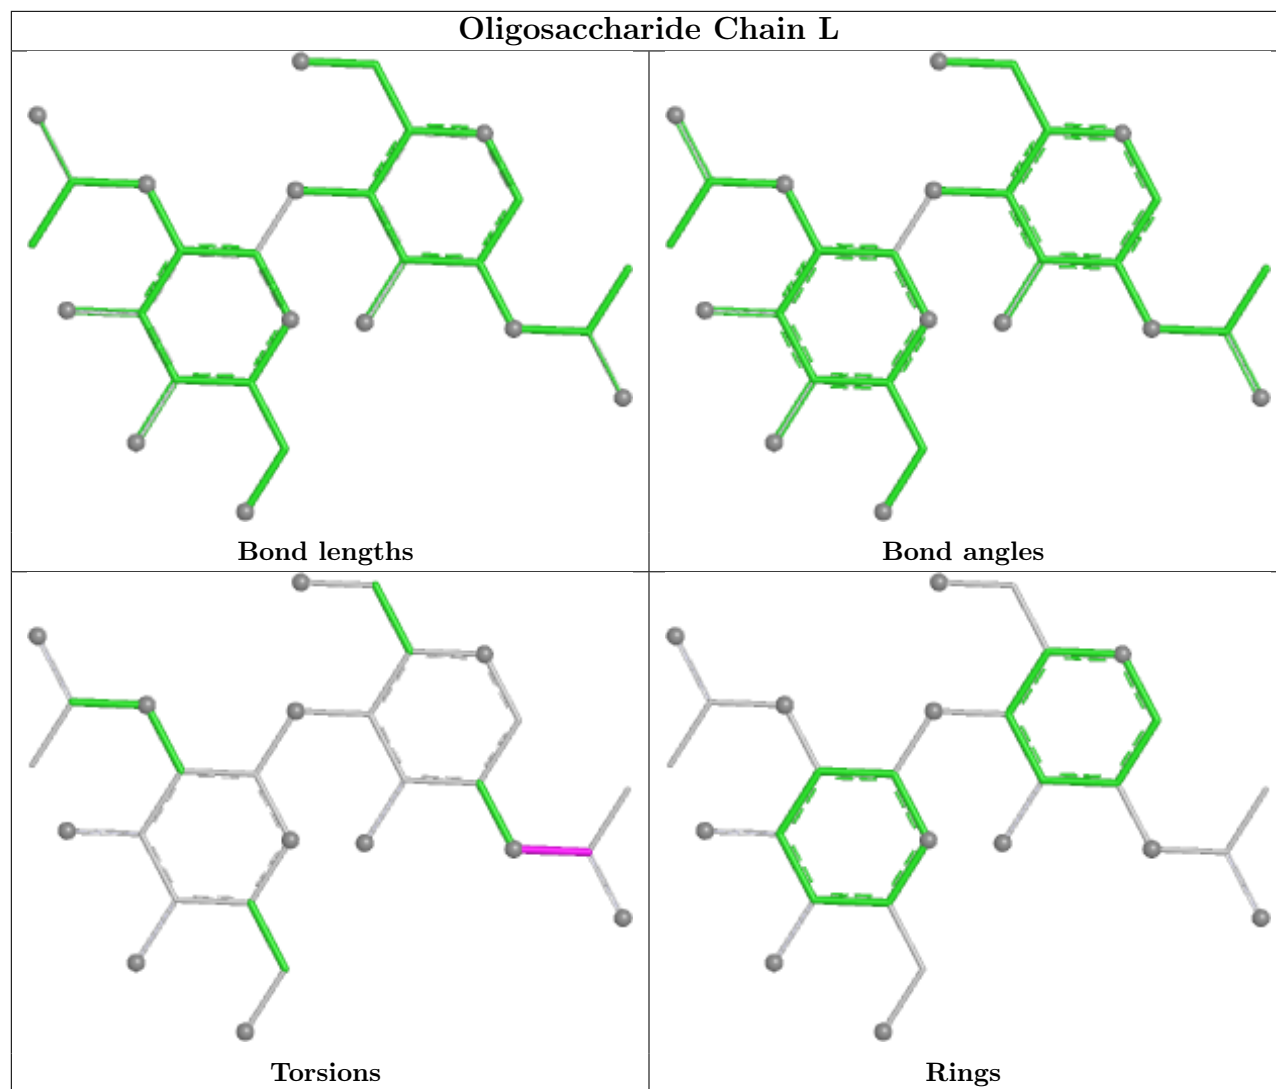 Oligosaccharide Chain L
Bond lengths
Bond angles
Torsions
Rings